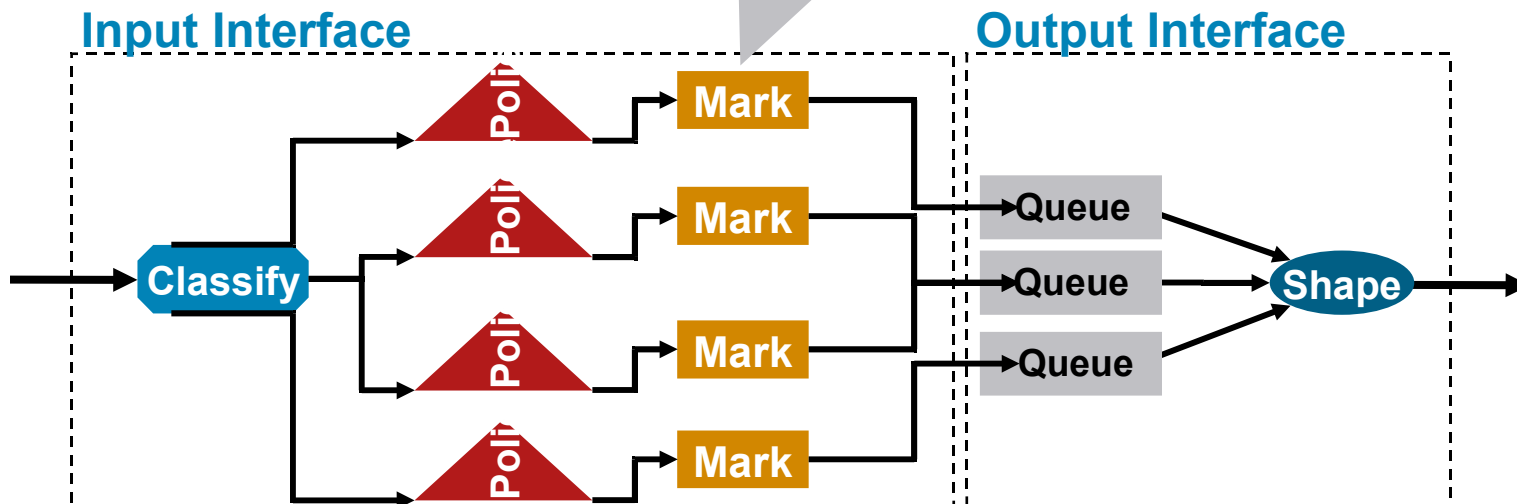 Input Interface
Output Interface
Mark
Mark
Mark
Mark
Classify
Queue
Queue
Queue
Shape